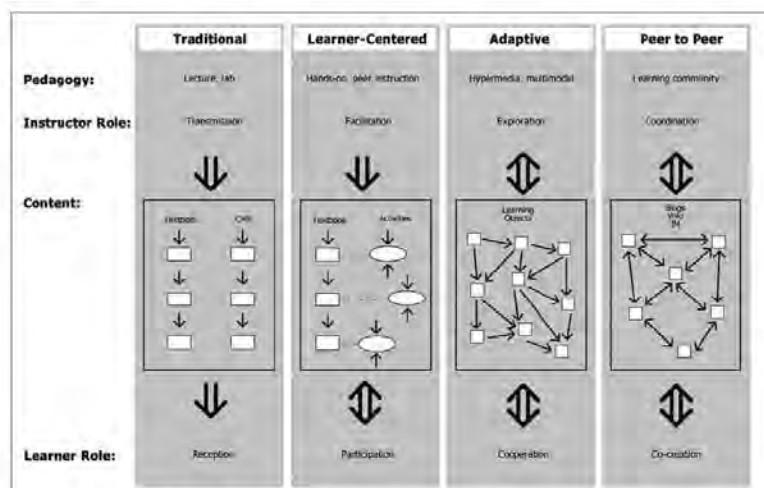 Traditional Learner-Centered Adaptive Peer to Peer
Pedagogy: Lecture, lab Hands-on, peer instruction Hypermedia, multimodal Learning community
Instructor Role: Transmission Facilitation Exploration Coordination
Content:
Textbook Textbook Activities Learning Objects Blogs Wiki IM
Learner Role: Reception Participation Cooperation Co-creation